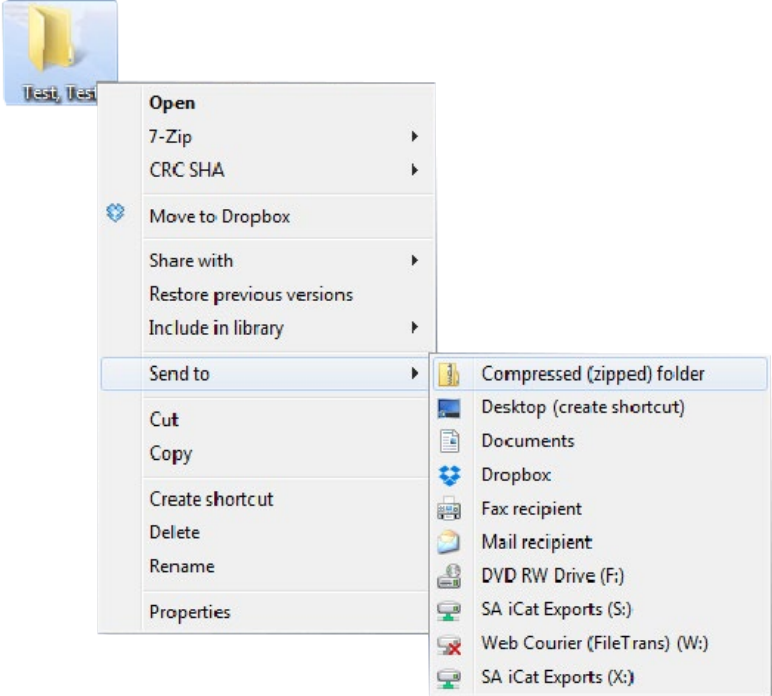 Test, Tes
Open
7-Zip
CRC SHA
Move to Dropbox
Share with
Restore previous versions
Include in library
Send to
Cut
Copy
Create shortcut
Delete
Rename
Properties
Compressed (zipped) folder
Desktop (create shortcut)
Documents
Dropbox
Fax recipient
Mail recipient
DVD RW Drive (F:)
SA iCat Exports (S:)
Web Courier (FileTrans) (W:)
SA iCat Exports (X:)